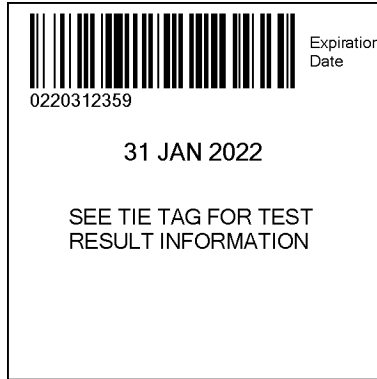 Expiration
Date
0220312359
31 JAN 2022
SEE TIE TAG FOR TEST
RESULT INFORMATION